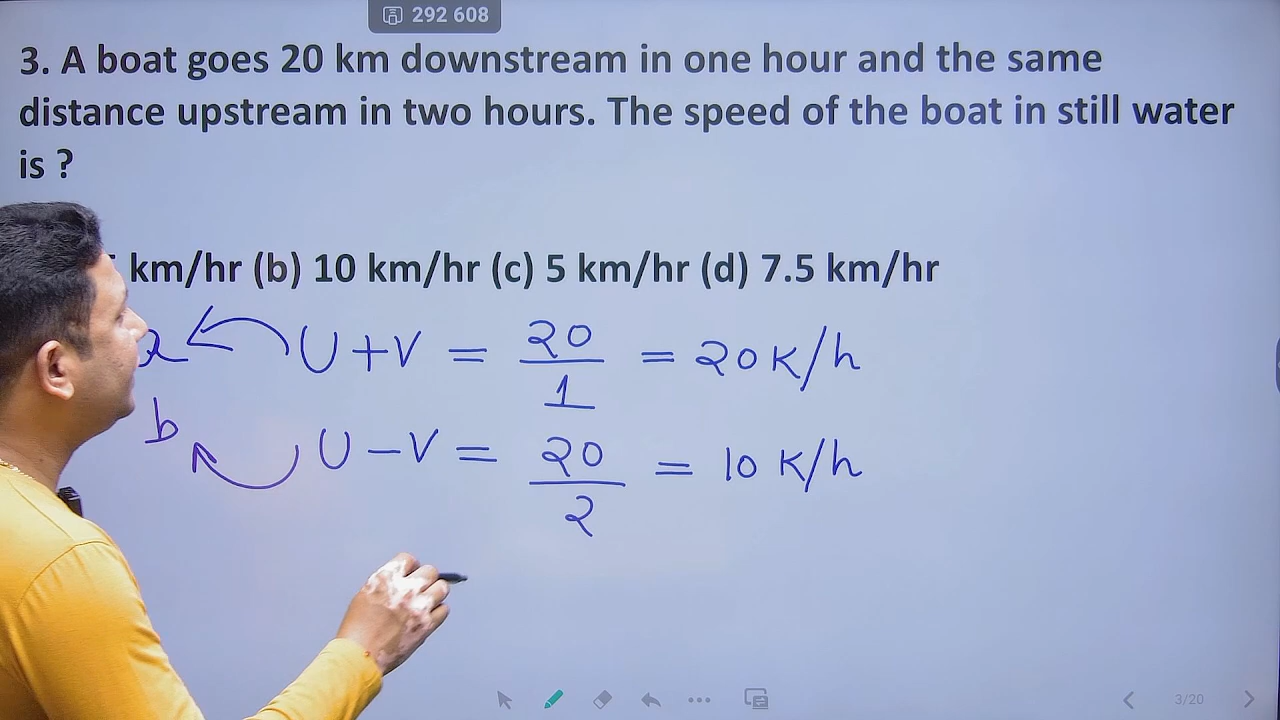 292 608
3. A boat goes 20 km downstream in one hour and the same
distance upstream in two hours. The speed of the boat in still water
is ?
km/hr (b) 10 km/hr (c) 5 km/hr (d) 7.5 km/hr
U+V = 20/1 = 20 K/h
b
U-V = 20/2 = 10 K/h
3/20